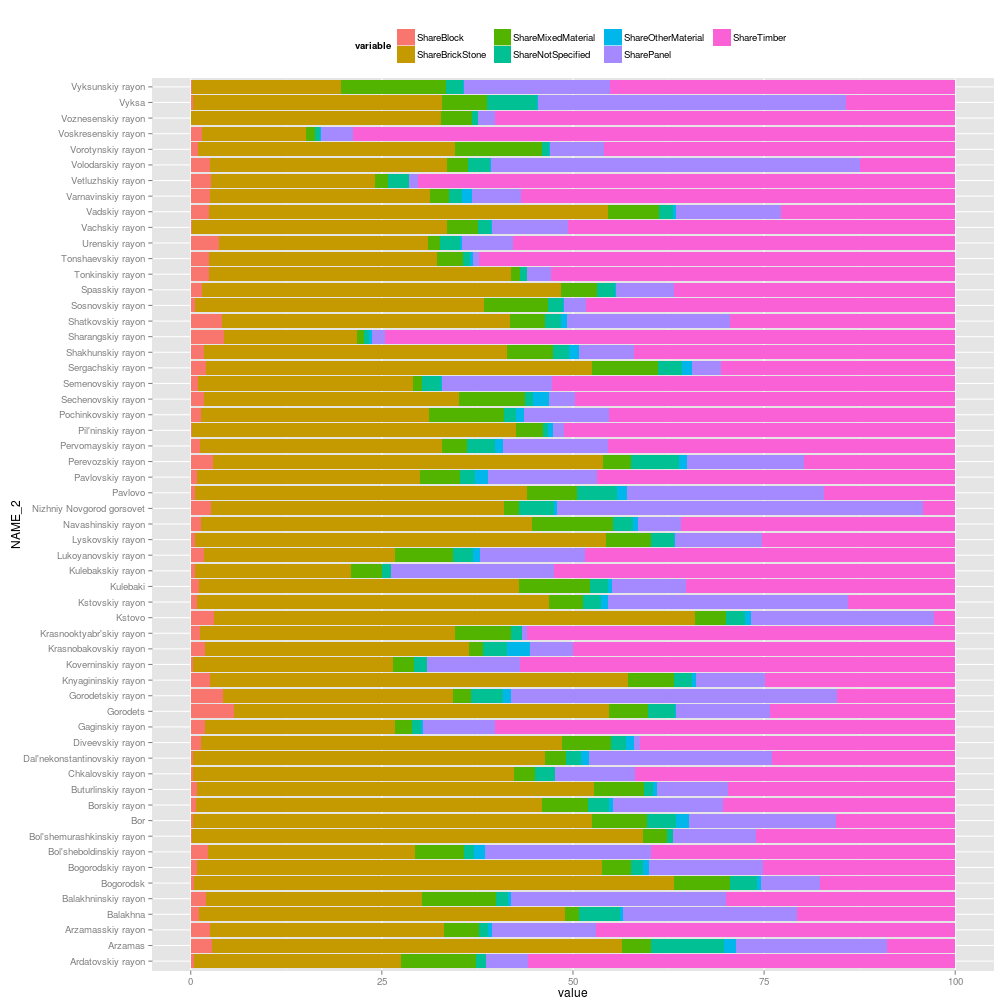 variable
ShareBlock
ShareMixedMaterial
ShareOtherMaterial
ShareTimber
ShareBrickStone
ShareNotSpecified
SharePanel
NAME_2
Vyksunskiy rayon
Vyksa
Voznesenskiy rayon
Voskresenskiy rayon
Vorotynskiy rayon
Volodarskiy rayon
Vetluzhskiy rayon
Varnavinskiy rayon
Vadskiy rayon
Vachskiy rayon
Urenskiy rayon
Tonshaevskiy rayon
Tonkinskiy rayon
Spasskiy rayon
Sosnovskiy rayon
Shatkovskiy rayon
Sharangskiy rayon
Shakhunskiy rayon
Sergachskiy rayon
Semenovskiy rayon
Sechenovskiy rayon
Pochinkovskiy rayon
Pil'ninskiy rayon
Pervomayskiy rayon
Perevozskiy rayon
Pavlovskiy rayon
Pavlovo
Nizhniy Novgorod gorsovet
Navashinskiy rayon
Lyskovskiy rayon
Lukoyanovskiy rayon
Kulebakskiy rayon
Kulebaki
Kstovskiy rayon
Kstovo
Krasnooktyabr'skiy rayon
Krasnobakovskiy rayon
Koverninskiy rayon
Knyagininskiy rayon
Gorodetskiy rayon
Gorodets
Gaginskiy rayon
Diveevskiy rayon
Dal'nekonstantinovskiy rayon
Chkalovskiy rayon
Buturlinskiy rayon
Borskiy rayon
Bor
Bol'shemurashkinskiy rayon
Bol'sheboldinskiy rayon
Bogorodskiy rayon
Bogorodsk
Balakhninskiy rayon
Balakhna
Arzamasskiy rayon
Arzamas
Ardatovskiy rayon
0
25
50
75
100
value